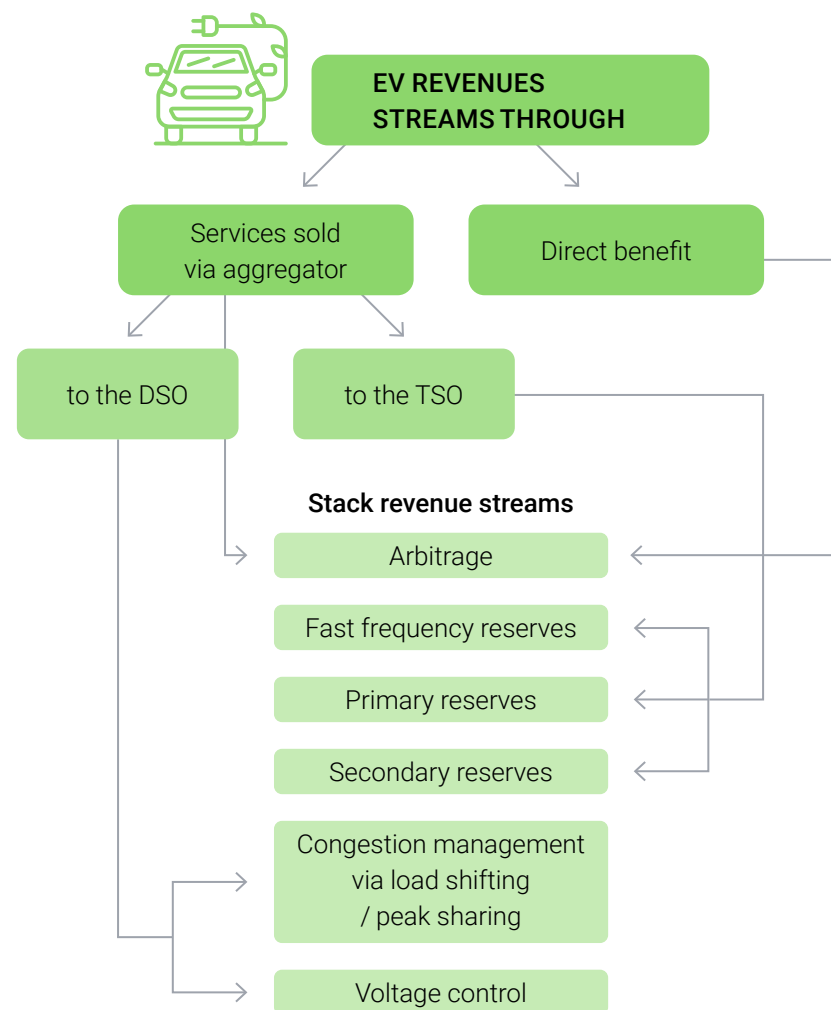 EV REVENUES
STREAMS THROUGH
Services sold
via aggregator
Direct benefit
to the DSO
to the TSO
Stack revenue streams
Arbitrage
Fast frequency reserves
Primary reserves
Secondary reserves
Congestion management
via load shifting
/ peak sharing
Voltage control